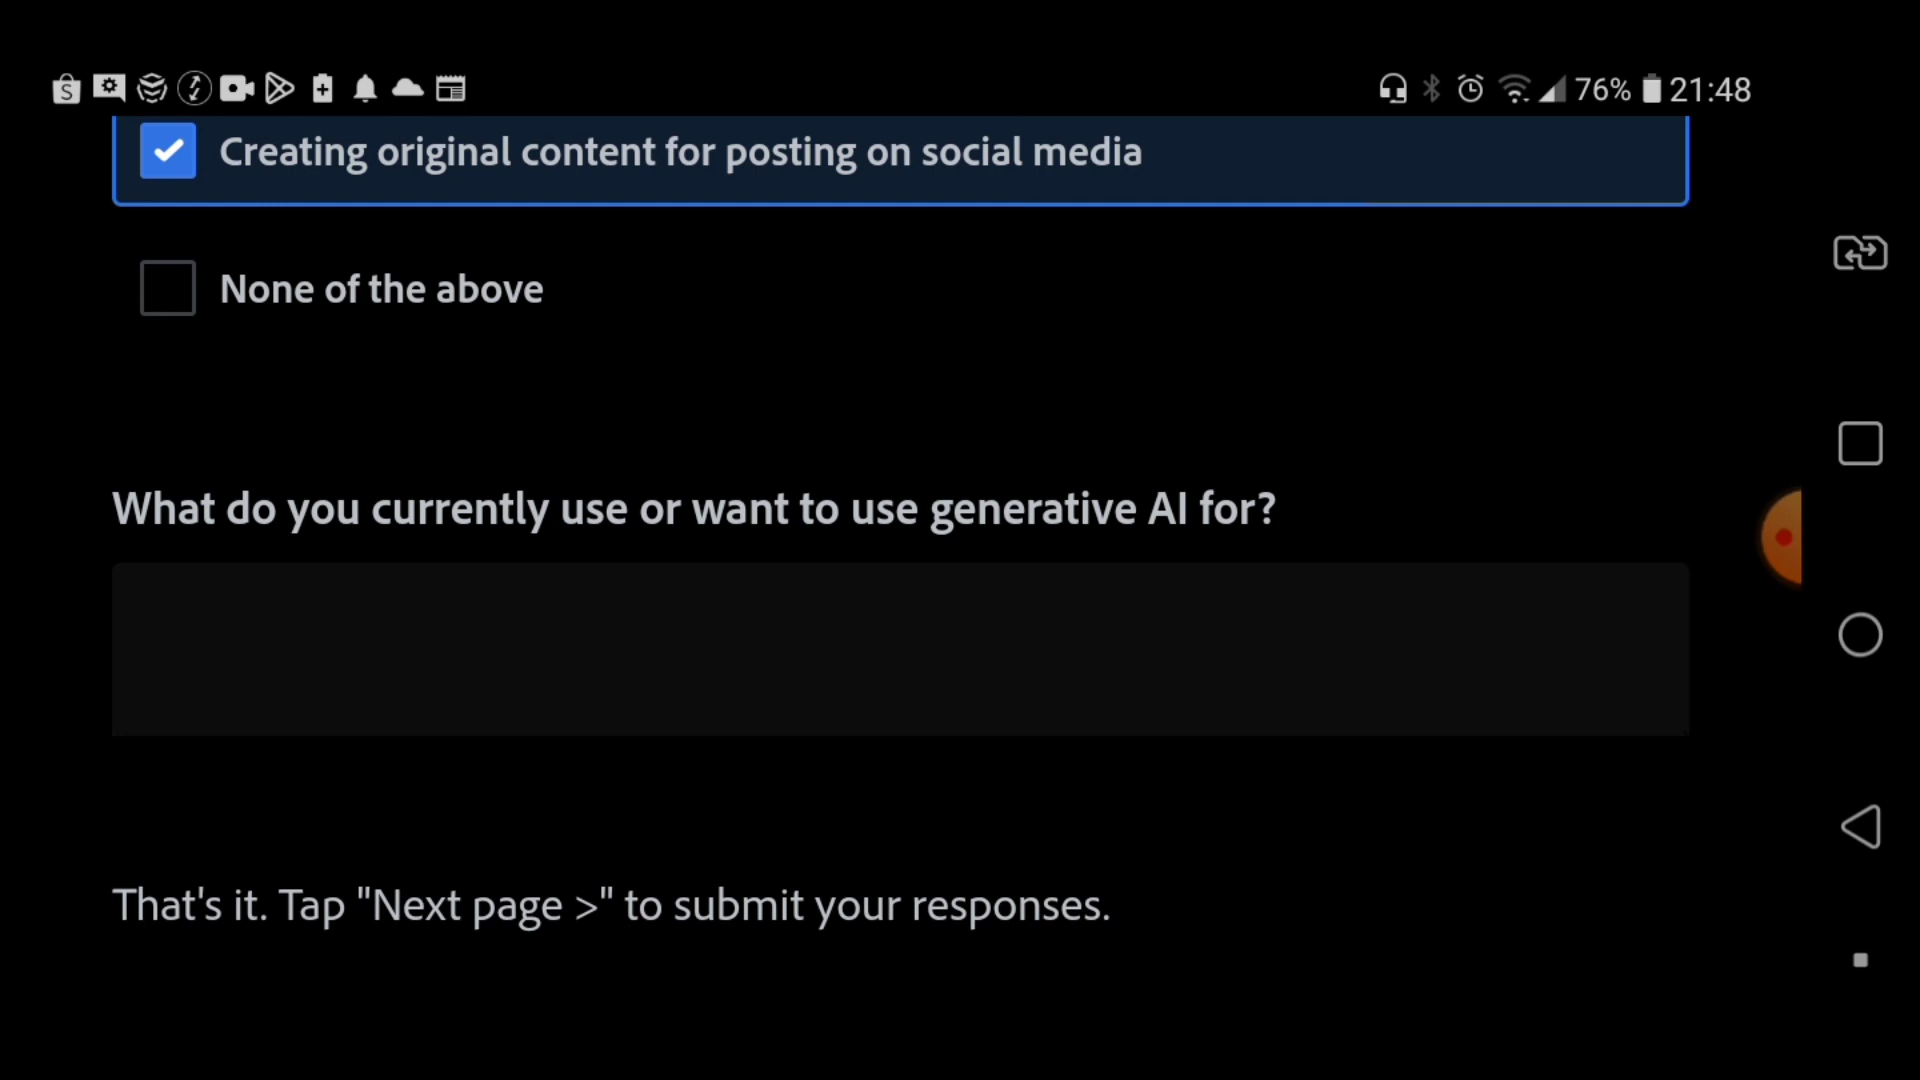 76% 21:48
Creating original content for posting on social media
None of the above
What do you currently use or want to use generative AI for?
That's it. Tap "Next page >" to submit your responses.